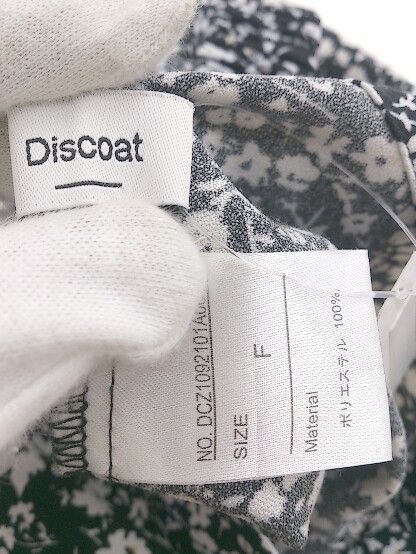 Discoat
NO. DCZ1092101A
SIZE F
Material
ポリエステル 100%